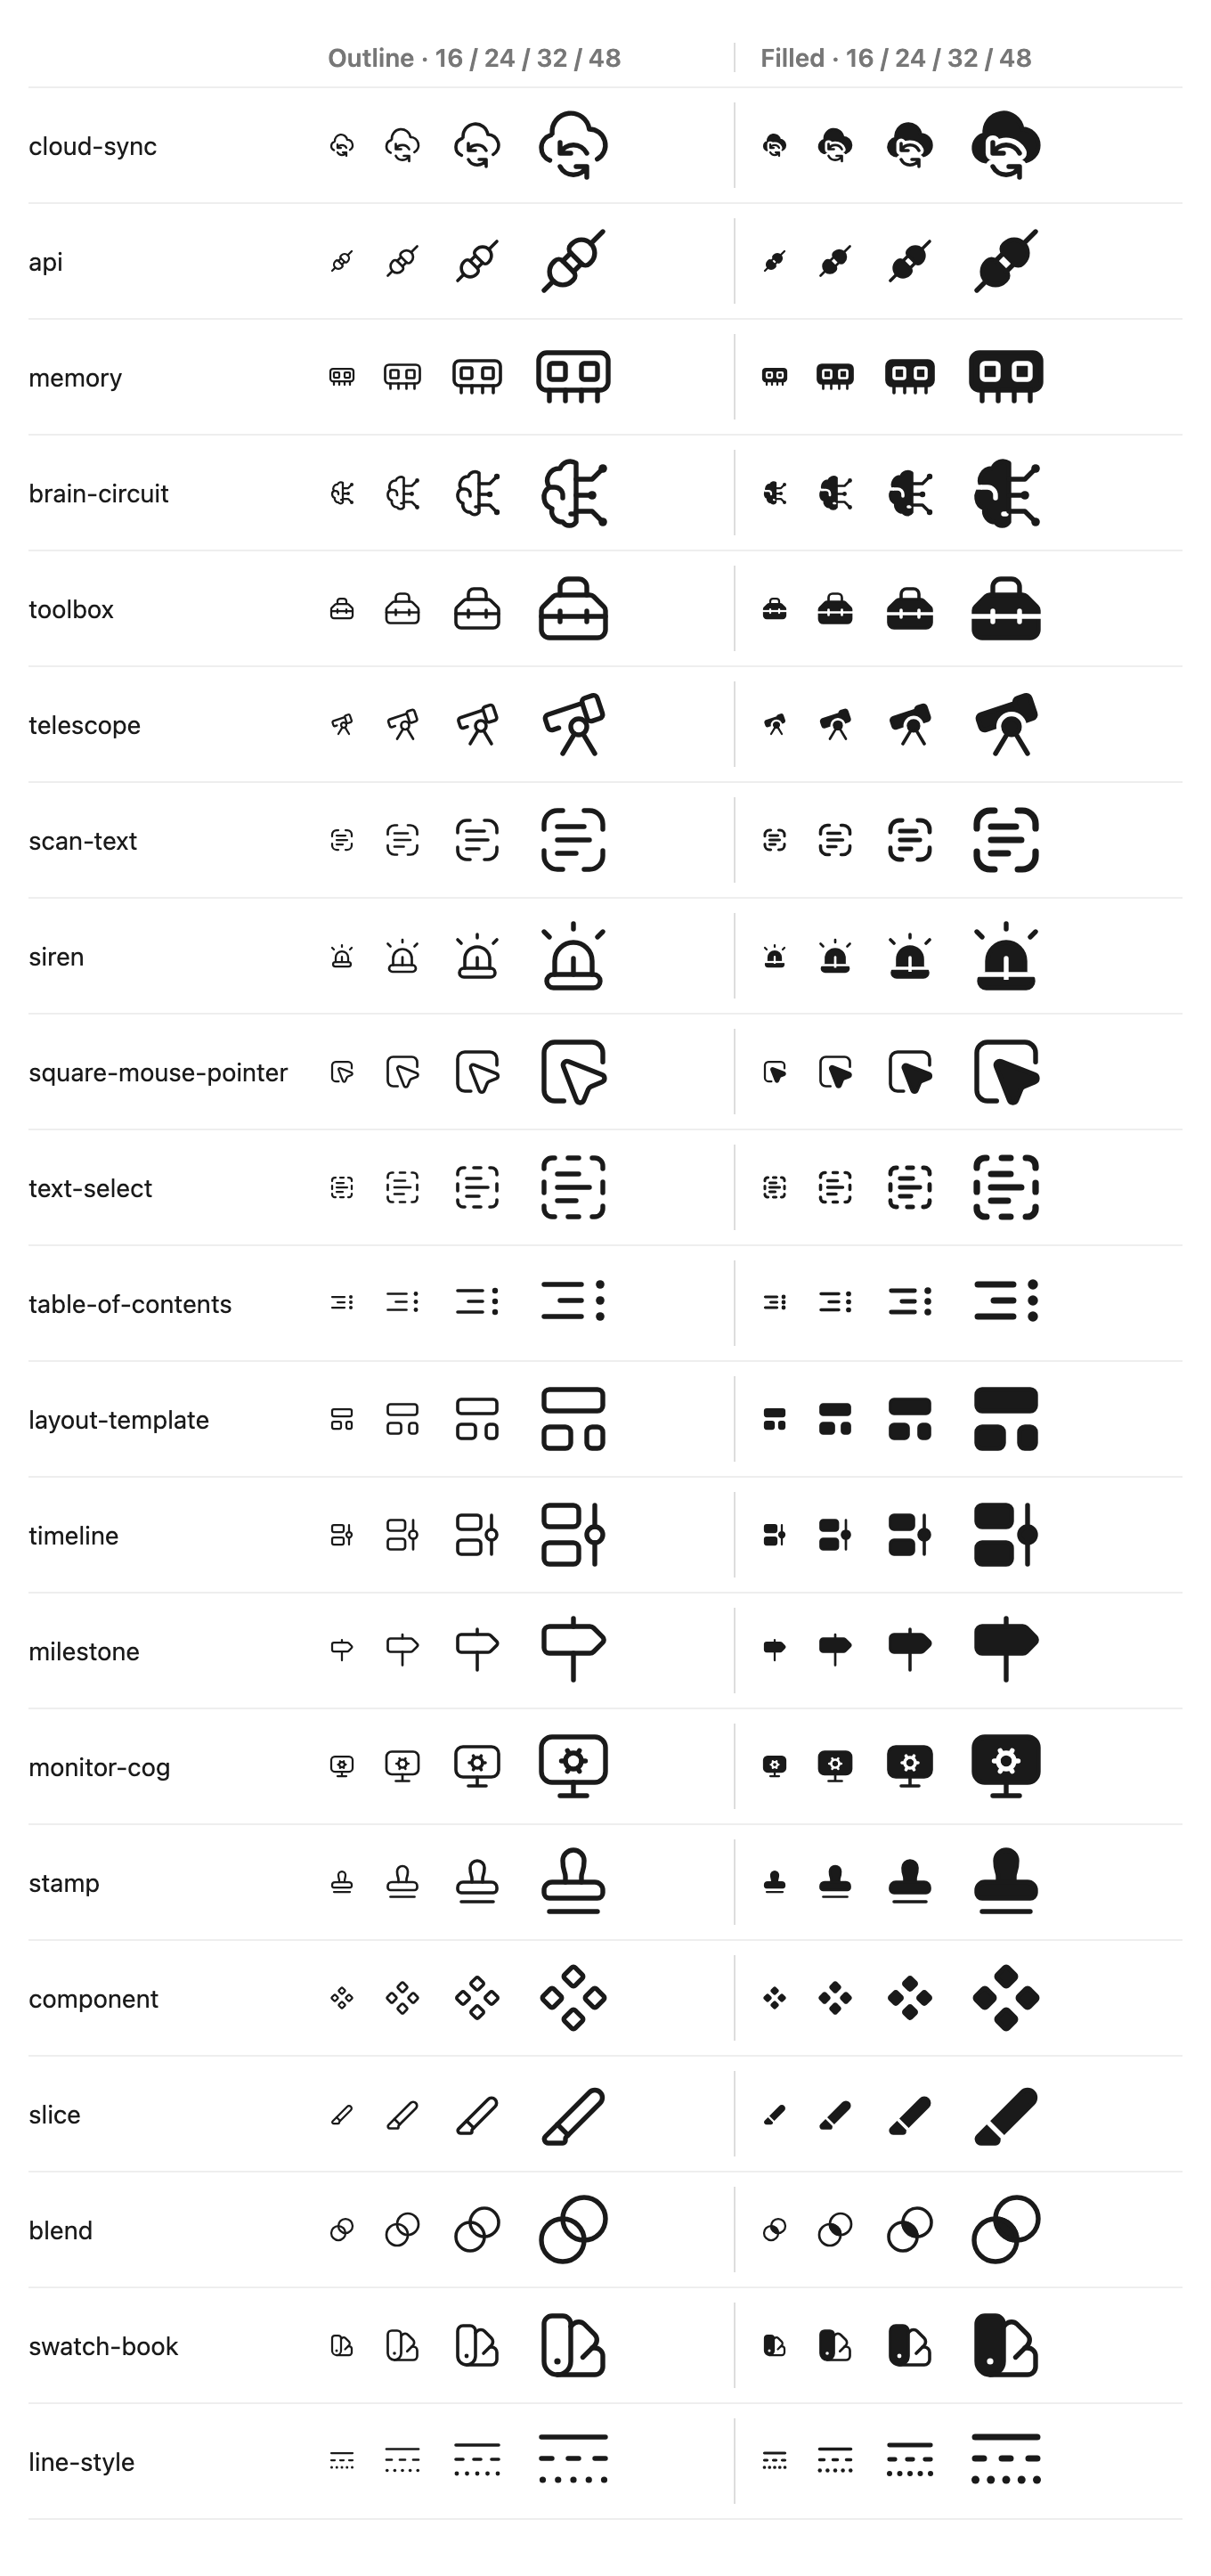 Outline · 16 / 24 / 32 / 48
Filled · 16 / 24 / 32 / 48
cloud-sync
api
memory
brain-circuit
toolbox
telescope
scan-text
siren
square-mouse-pointer
text-select
table-of-contents
layout-template
timeline
milestone
monitor-cog
stamp
component
slice
blend
swatch-book
line-style